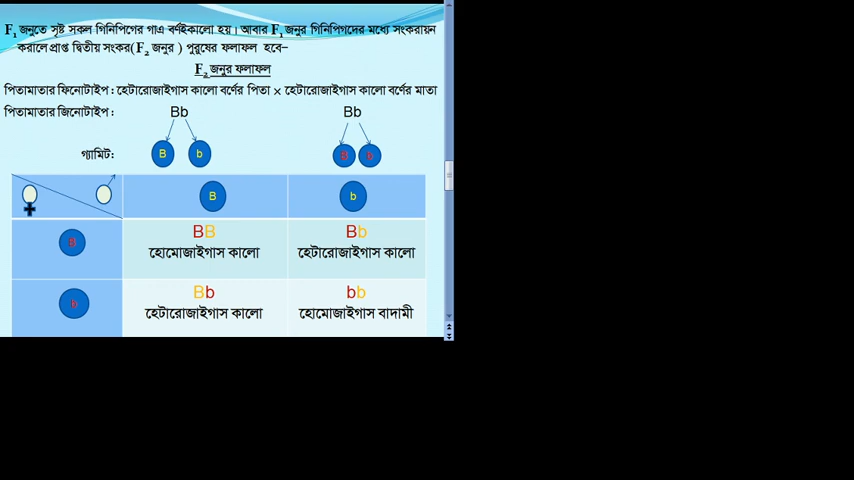 F₁ জনুতে সৃষ্ট সকল গিনিপিগের গাএ বর্ণইকালো হয়। আবার F₁ জনুর গিনিপিগদের মধ্যে সংকরায়ন
করালে প্রাপ্ত দ্বিতীয় সংকর(F₂ জনুর ) পুরুষের ফলাফল হবে–
F₂ জনুর ফলাফল
পিতামাতার ফিনোটাইপ: হেটারোজাইগাস কালো বর্ণের পিতা × হেটারোজাইগাস কালো বর্ণের মাতা
পিতামাতার জিনোটাইপ: Bb Bb
গ্যামিট: B b B b
B b
B BB Bb
হোমোজাইগাস কালো হেটারোজাইগাস কালো
b Bb bb
হেটারোজাইগাস কালো হোমোজাইগাস বাদামী